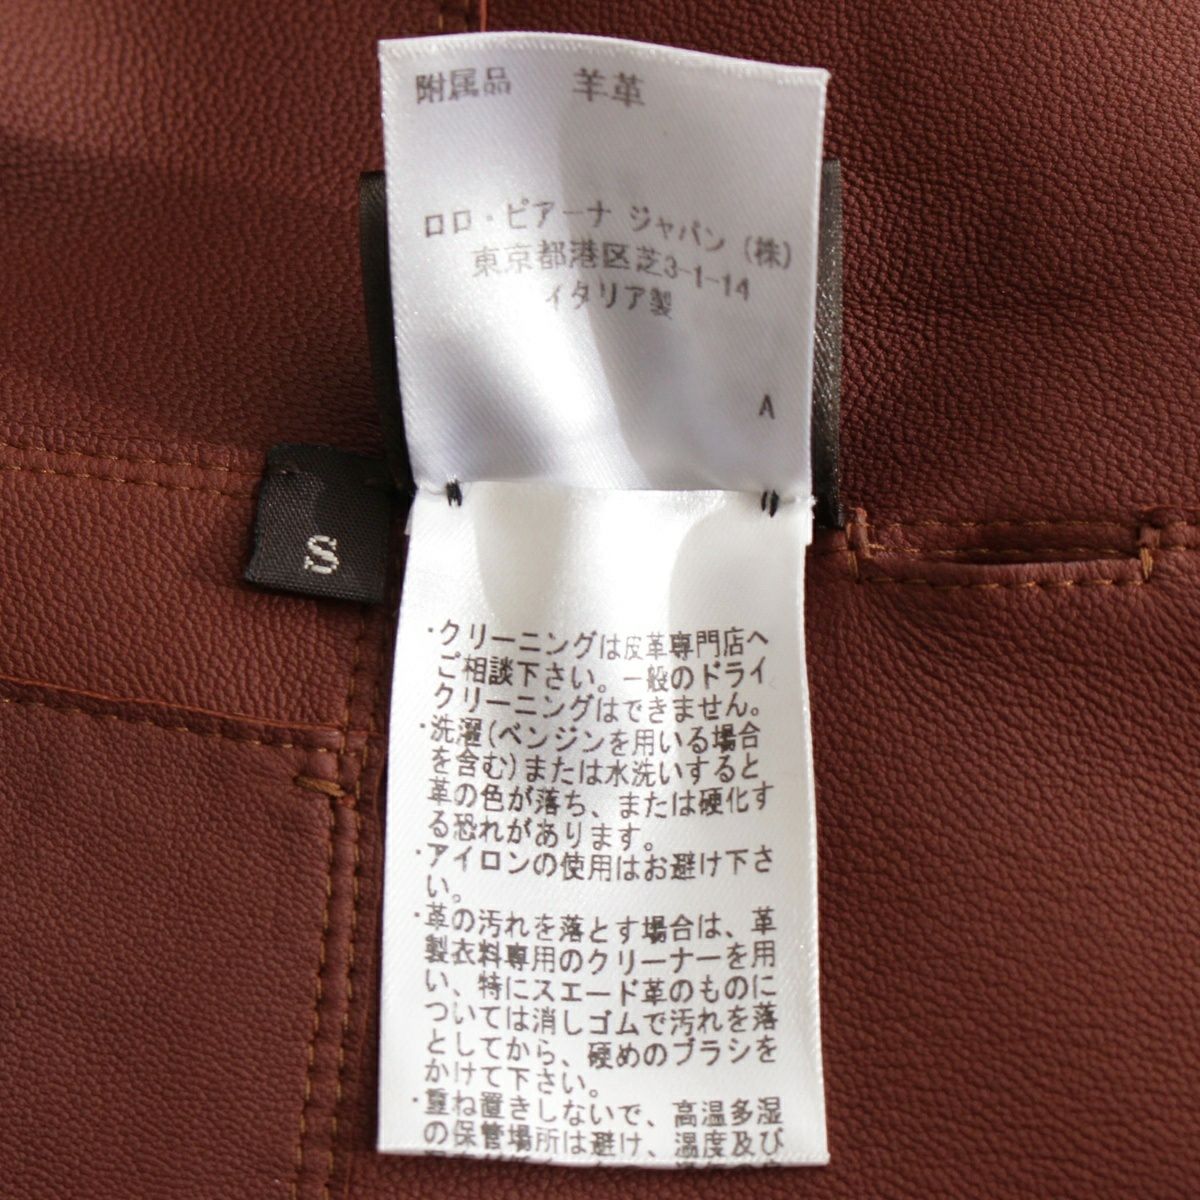 附属品 羊革
ロロ・ピアーナ ジャパン (株)
東京都港区芝3-1-14
イタリア製
A
S
・クリーニングは皮革専門店へ
ご相談下さい。一般のドライ
クリーニングはできません。
・洗濯(ベンジンを用いる場合
を含む)または水洗いすると
革の色が落ち、または硬化す
る恐れがあります。
・アイロンの使用はお避け下さ
い。
・革の汚れを落とす場合は、革
製衣料専用のクリーナーを用
い、特にスエード革のものに
ついては消しゴムで汚れを落
としてから、硬めのブラシを
かけて下さい。
・重ね置きしないで、高温多湿
の保管場所は避け、温度及び